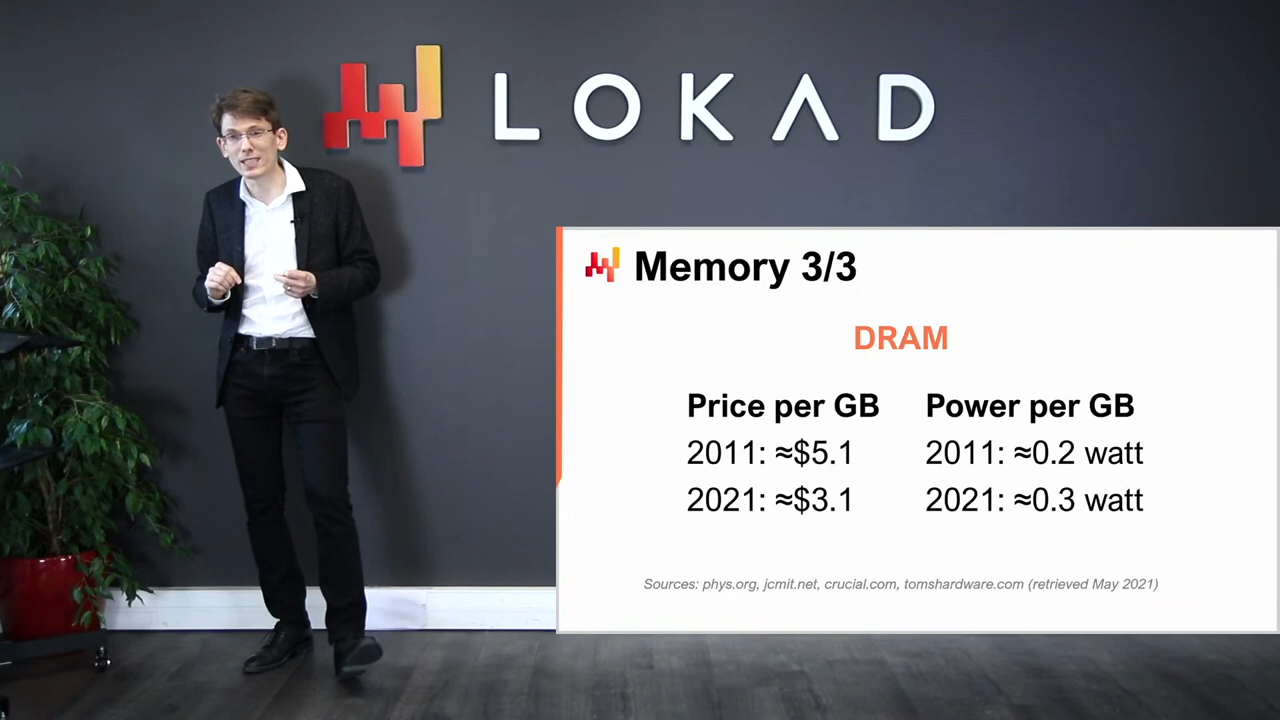 LOKAD
Memory 3/3
DRAM
Price per GB
2011: ≈$5.1
2021: ≈$3.1
Power per GB
2011: ≈0.2 watt
2021: ≈0.3 watt
Sources: phys.org, jcmit.net, crucial.com, tomshardware.com (retrieved May 2021)